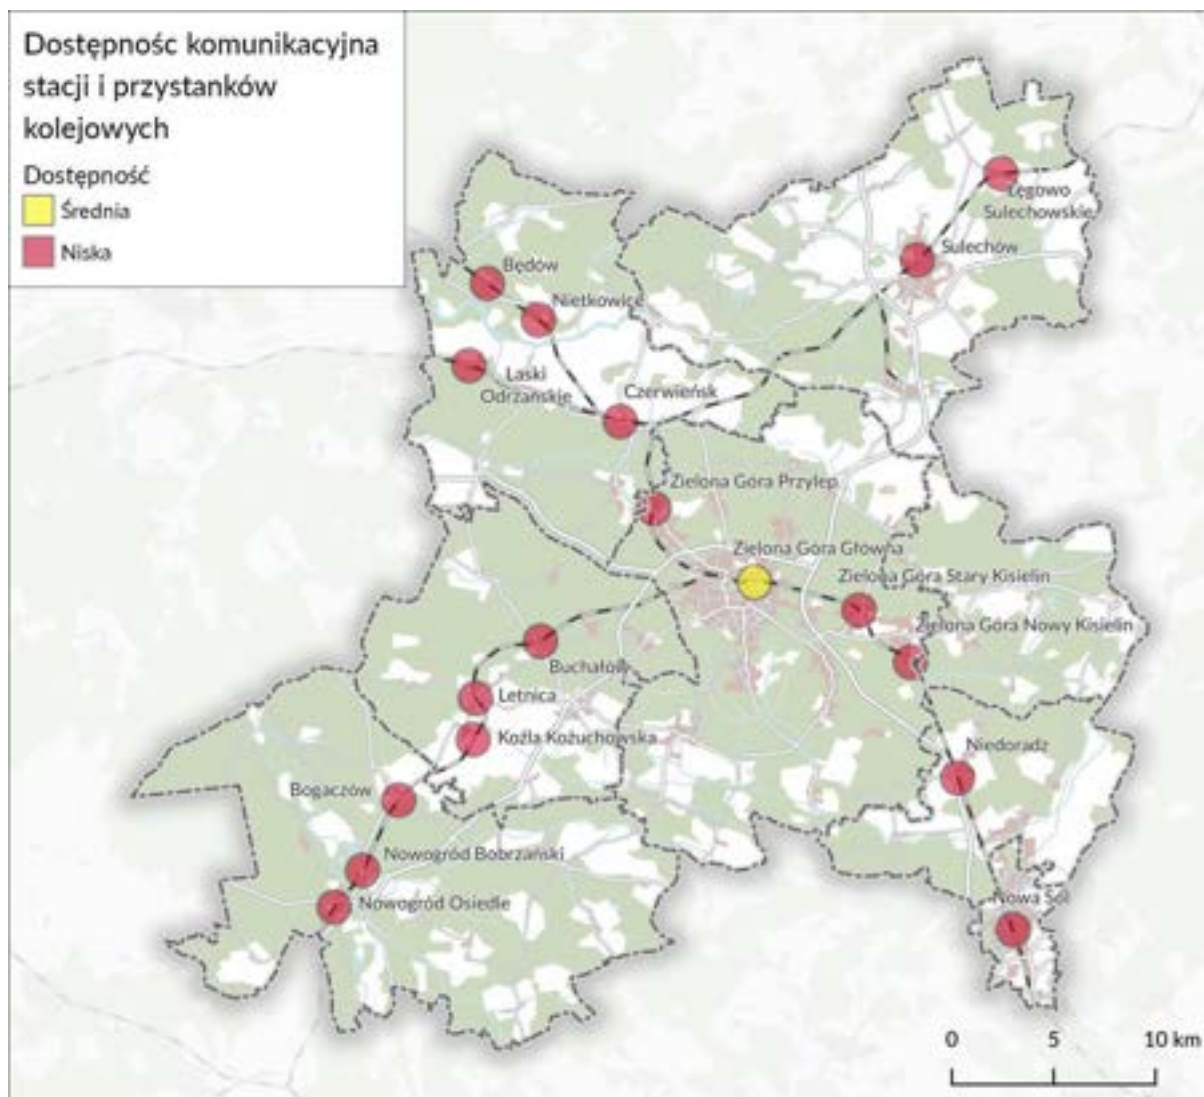 Dostępnośc komunikacyjna
stacji i przystanków
kolejowych
Dostępność
Średnia
Niska
Łęgowo
Sulechowskie
Sulechów
Będów
Nietkowice
Laski
Odrzańskie
Czerwieńsk
Zielona Góra Przylep
Zielona Góra Główna
Zielona Góra Stary Kisielin
Zielona Góra Nowy Kisielin
Buchałów
Letnica
Koźla Kożuchowska
Niedoradz
Bogaczów
Nowogród Bobrzański
Nowogród Osiedle
Nowa Sól
0 5 10 km